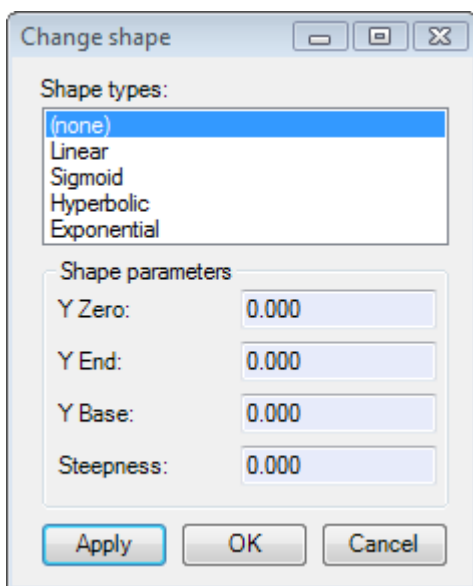 Change shape
Shape types:
(none)
Linear
Sigmoid
Hyperbolic
Exponential
Shape parameters
Y Zero: 0.000
Y End: 0.000
Y Base: 0.000
Steepness: 0.000
Apply OK Cancel